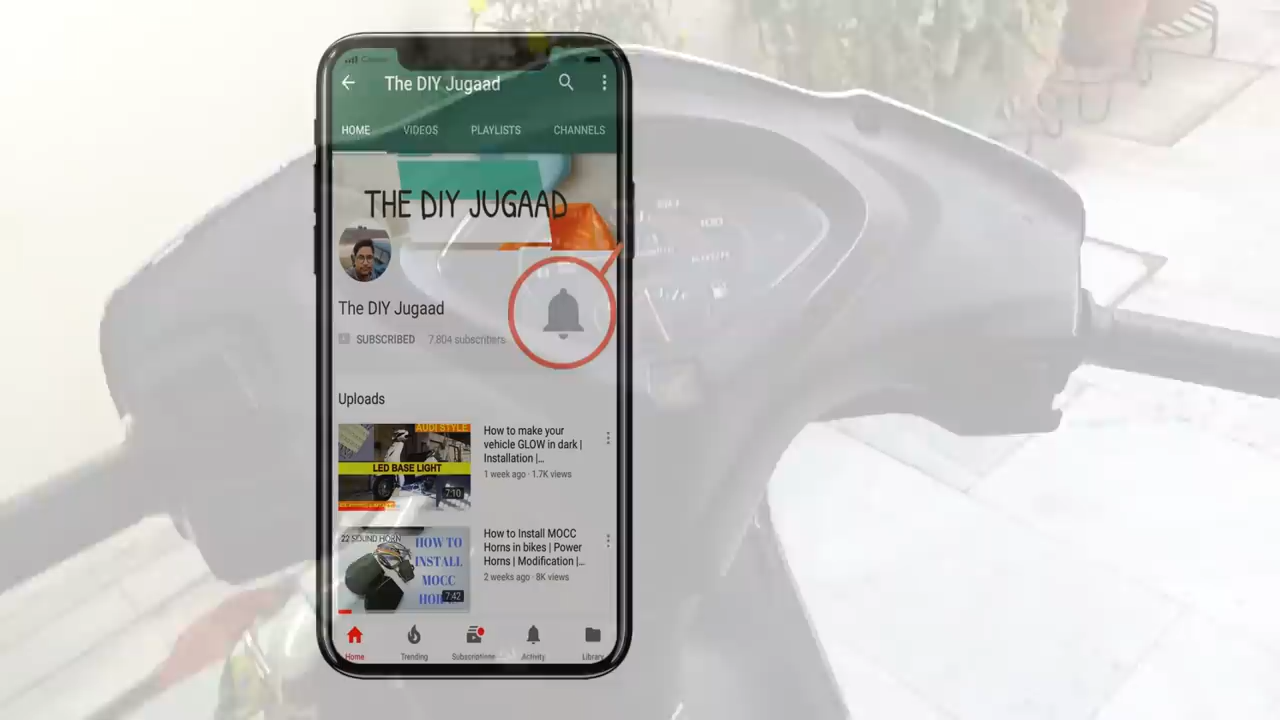 The DIY Jugaad
HOME VIDEOS PLAYLISTS CHANNELS
THE DIY JUGAAD
The DIY Jugaad
SUBSCRIBED 7,804 subscribers
Uploads
AUDI STYLE
LED BASE LIGHT
7:10
How to make your
vehicle GLOW in dark |
Installation |...
1 week ago · 1.7K views
22 SOUND HORN
HOW TO
INSTALL
MOCC
7:42
How to Install MOCC
Horns in bikes | Power
Horns | Modification |...
2 weeks ago · 8K views
Home Trending Subscriptions Activity Library